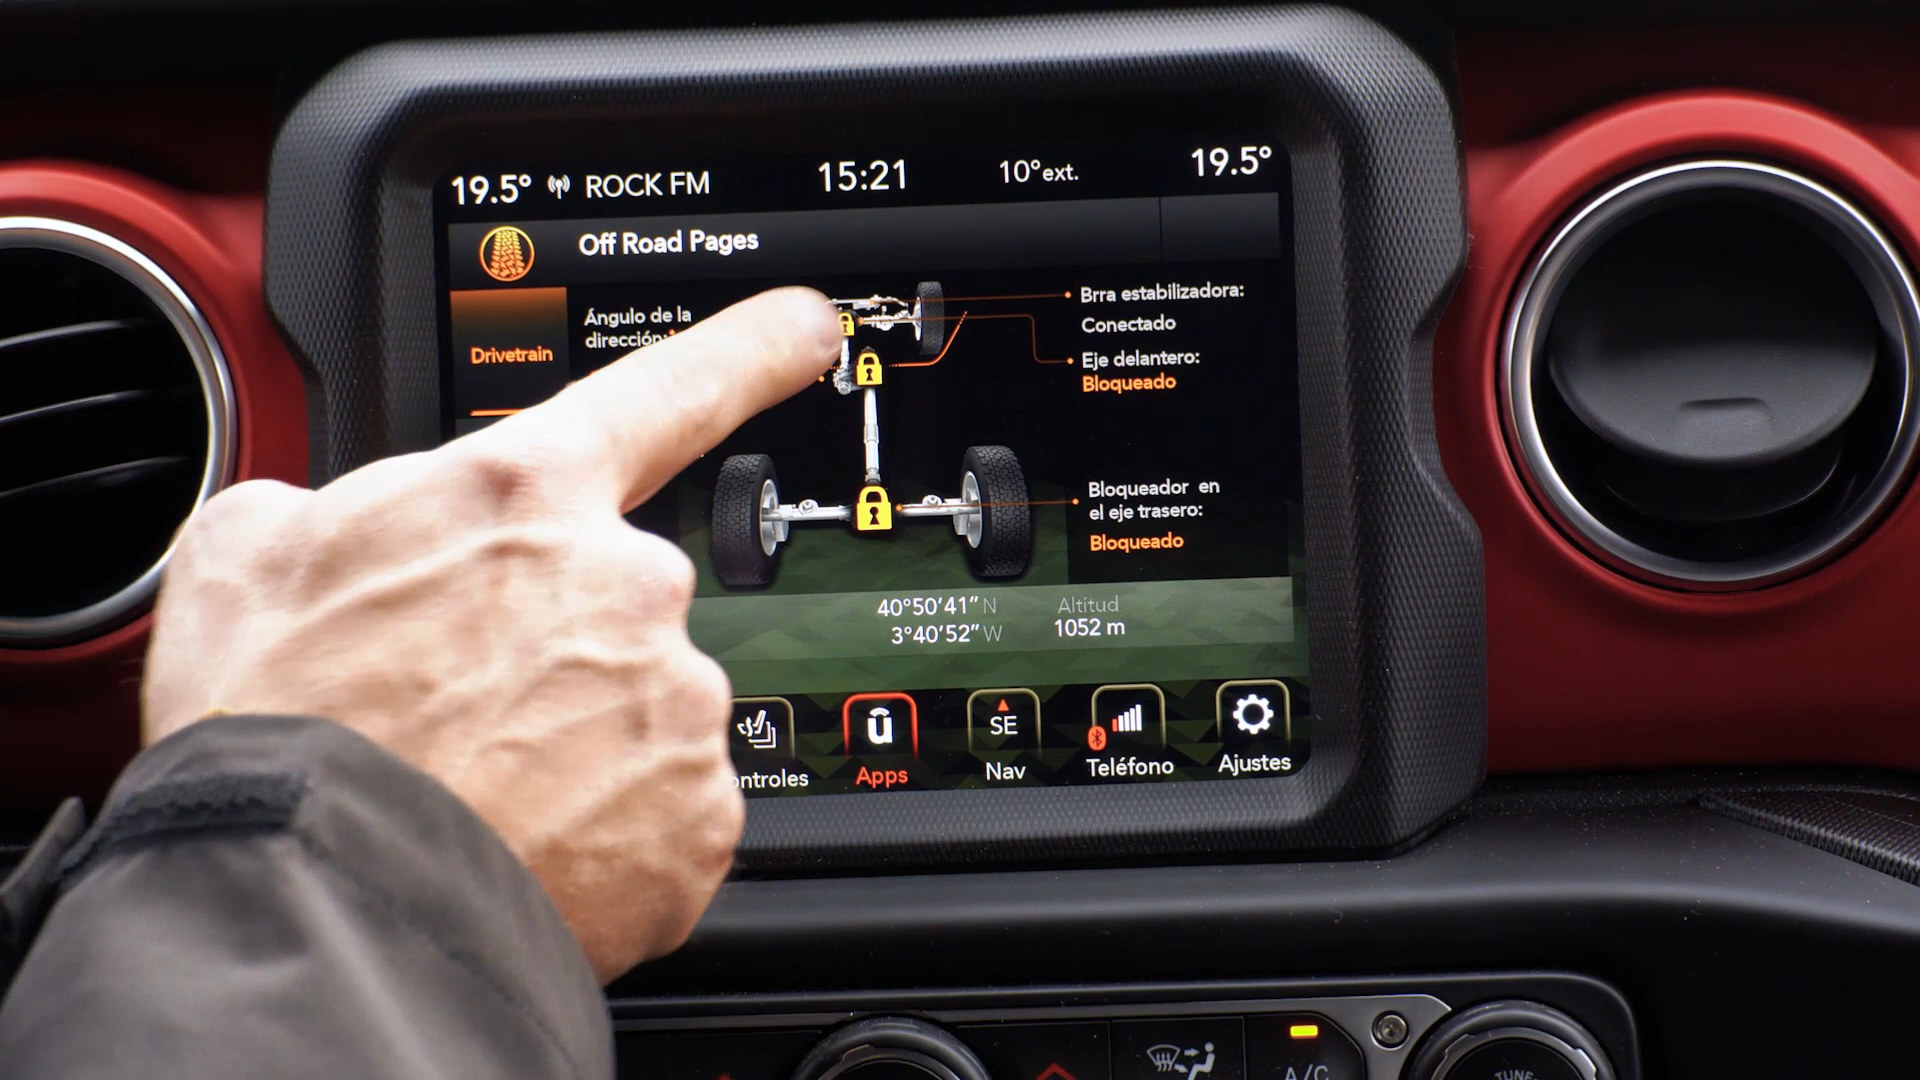 19.5° ROCK FM 15:21 10°ext. 19.5°
Off Road Pages
Drivetrain
Ángulo de la
dirección:
Brra estabilizadora:
Conectado
Eje delantero:
Bloqueado
Bloqueador en
el eje trasero:
Bloqueado
40°50'41" N
3°40'52" W
Altitud
1052 m
SE
ontroles Apps Nav Teléfono Ajustes
A/C
TUNE